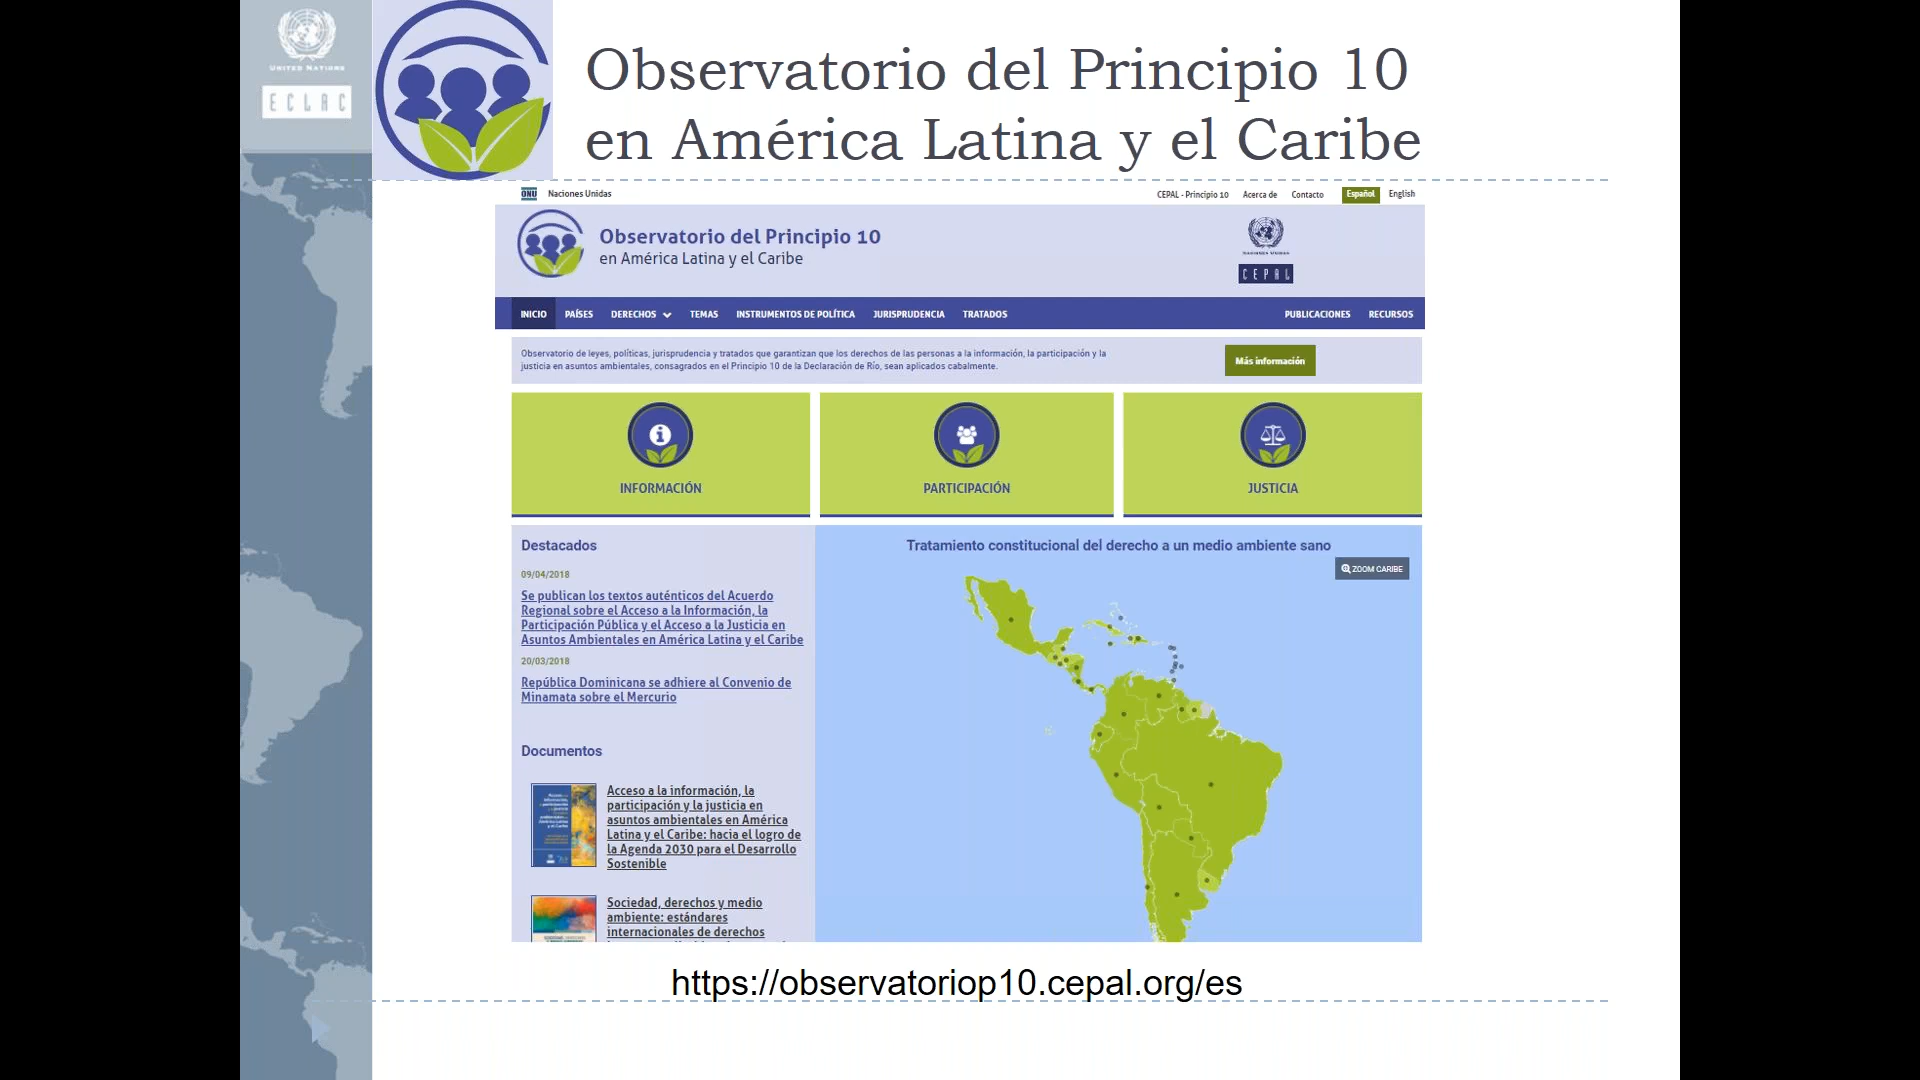 UNITED NATIONS
ECLAC
Observatorio del Principio 10
en América Latina y el Caribe
ONU Naciones Unidas
CEPAL - Principio 10 Acerca de Contacto Español English
Observatorio del Principio 10
en América Latina y el Caribe
NACIONES UNIDAS
CEPAL
INICIO PAÍSES DERECHOS TEMAS INSTRUMENTOS DE POLÍTICA JURISPRUDENCIA TRATADOS PUBLICACIONES RECURSOS
Observatorio de leyes, políticas, jurisprudencia y tratados que garantizan que los derechos de las personas a la información, la participación y la
justicia en asuntos ambientales, consagrados en el Principio 10 de la Declaración de Río, sean aplicados cabalmente.
Más información
INFORMACIÓN
PARTICIPACIÓN
JUSTICIA
Destacados
09/04/2018
Se publican los textos auténticos del Acuerdo
Regional sobre el Acceso a la Información, la
Participación Pública y el Acceso a la Justicia en
Asuntos Ambientales en América Latina y el Caribe
20/03/2018
República Dominicana se adhiere al Convenio de
Minamata sobre el Mercurio
Documentos
Acceso a la información, la
participación y la justicia en
asuntos ambientales en América
Latina y el Caribe: hacia el logro de
la Agenda 2030 para el Desarrollo
Sostenible
Sociedad, derechos y medio
ambiente: estándares
internacionales de derechos
Tratamiento constitucional del derecho a un medio ambiente sano
ZOOM CARIBE
https://observatoriop10.cepal.org/es